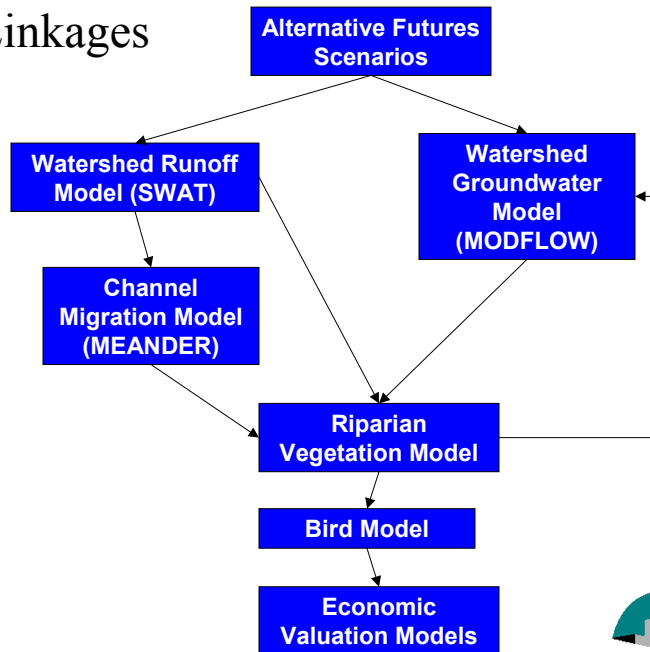 Linkages
Alternative Futures
Scenarios
Watershed Runoff
Model (SWAT)
Watershed
Groundwater
Model
(MODFLOW)
Channel
Migration Model
(MEANDER)
Riparian
Vegetation Model
Bird Model
Economic
Valuation Models